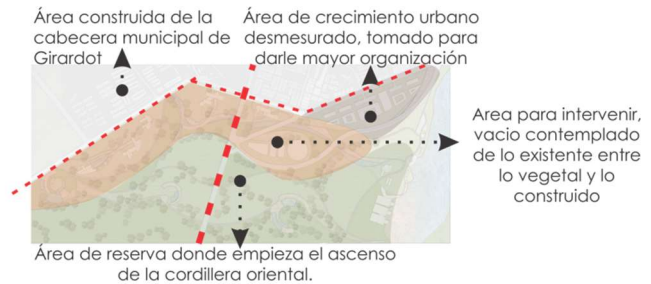 Área construida de la
cabecera municipal de
Girardot
Área de crecimiento urbano
desmesurado, tomado para
darle mayor organización
Area para intervenir,
vacio contemplado
de lo existente entre
lo vegetal y lo
construido
Área de reserva donde empieza el ascenso
de la cordillera oriental.